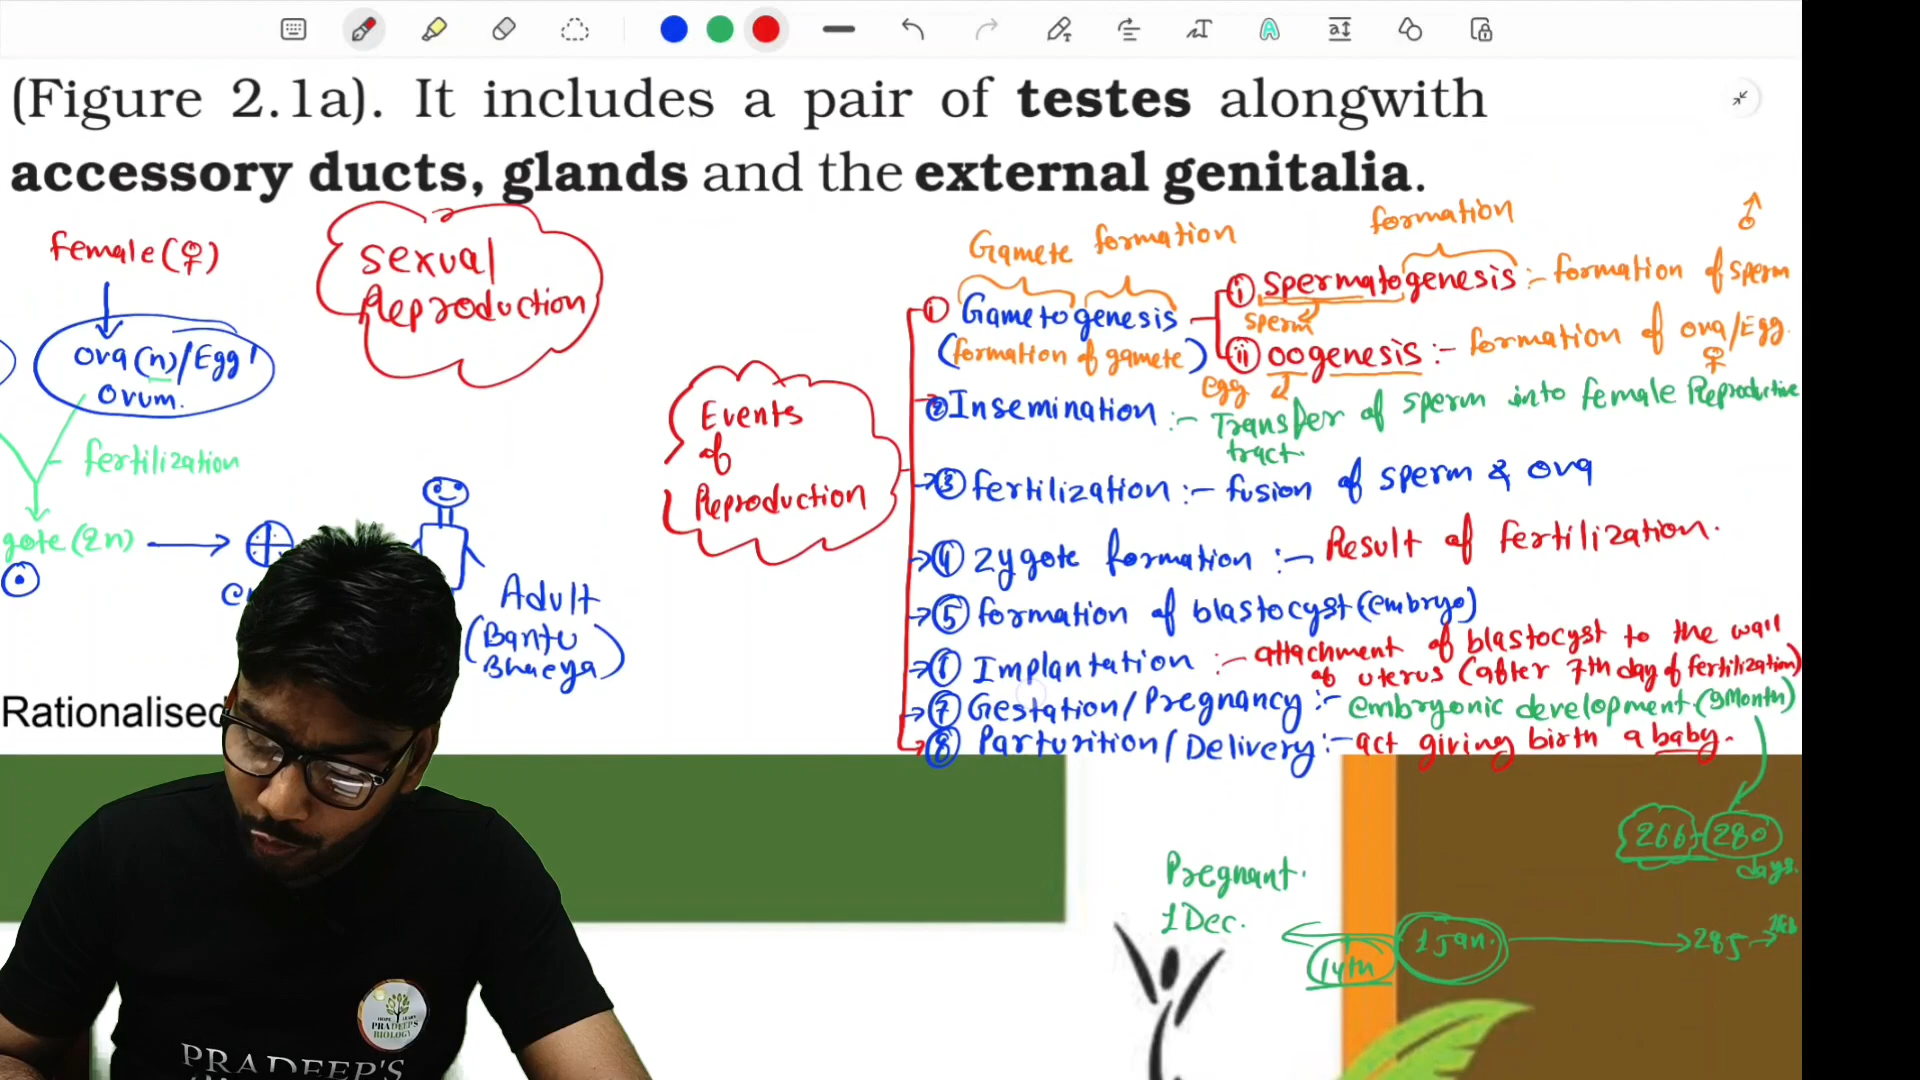 (Figure 2.1a). It includes a pair of testes alongwith
accessory ducts, glands and the external genitalia.
female (♀)
ova (n)/Egg
ovum.
fertilization
gote (2n)
Adult
(Bantu
Bhaeya)
Rationalised
Sexual
Reproduction
Events
of
Reproduction
Gamete formation
① Gametogenesis
(formation of gamete)
formation
ⓘ Spermatogenesis :- formation of sperm ♂
sperm
ⓘⓘ oogenesis :- formation of ova/Egg. ♀
egg
② Insemination :- Transfer of sperm into female Reproductive
tract.
③ fertilization :- fusion of sperm & ova
④ Zygote formation :- Result of fertilization.
⑤ formation of blastocyst (embryo)
⑥ Implantation :- attachment of blastocyst to the wall
of uterus (after 7th day of fertilization)
⑦ Gestation/Pregnancy :- embryonic development (9Month)
⑧ Parturition/Delivery :- act giving birth a baby.
266-280
days.
Pregnant.
1 Dec.
14th
1 Jan. → 285 →
PRADEEP'S
BIOLOGY
PRADEEP'S